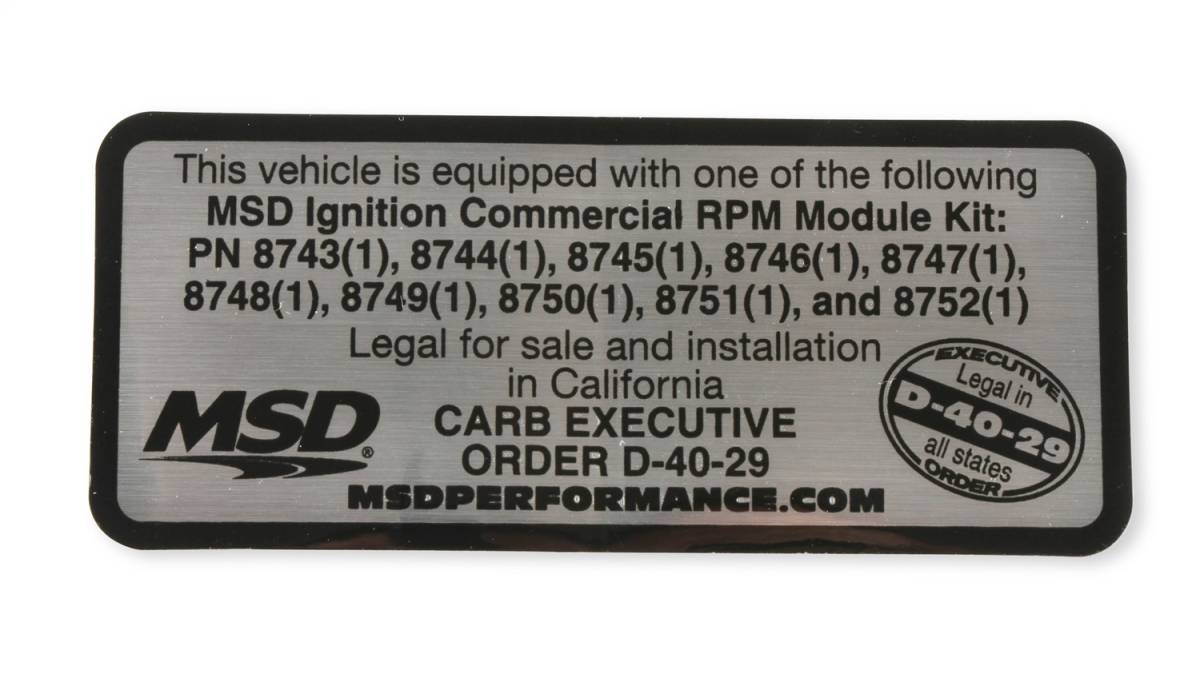 This vehicle is equipped with one of the following
MSD Ignition Commercial RPM Module Kit:
PN 8743(1), 8744(1), 8745(1), 8746(1), 8747(1),
8748(1), 8749(1), 8750(1), 8751(1), and 8752(1)
Legal for sale and installation
in California
CARB EXECUTIVE
ORDER D-40-29
MSDPERFORMANCE.COM
MSD®
EXECUTIVE
Legal in
D-40-29
all states
ORDER